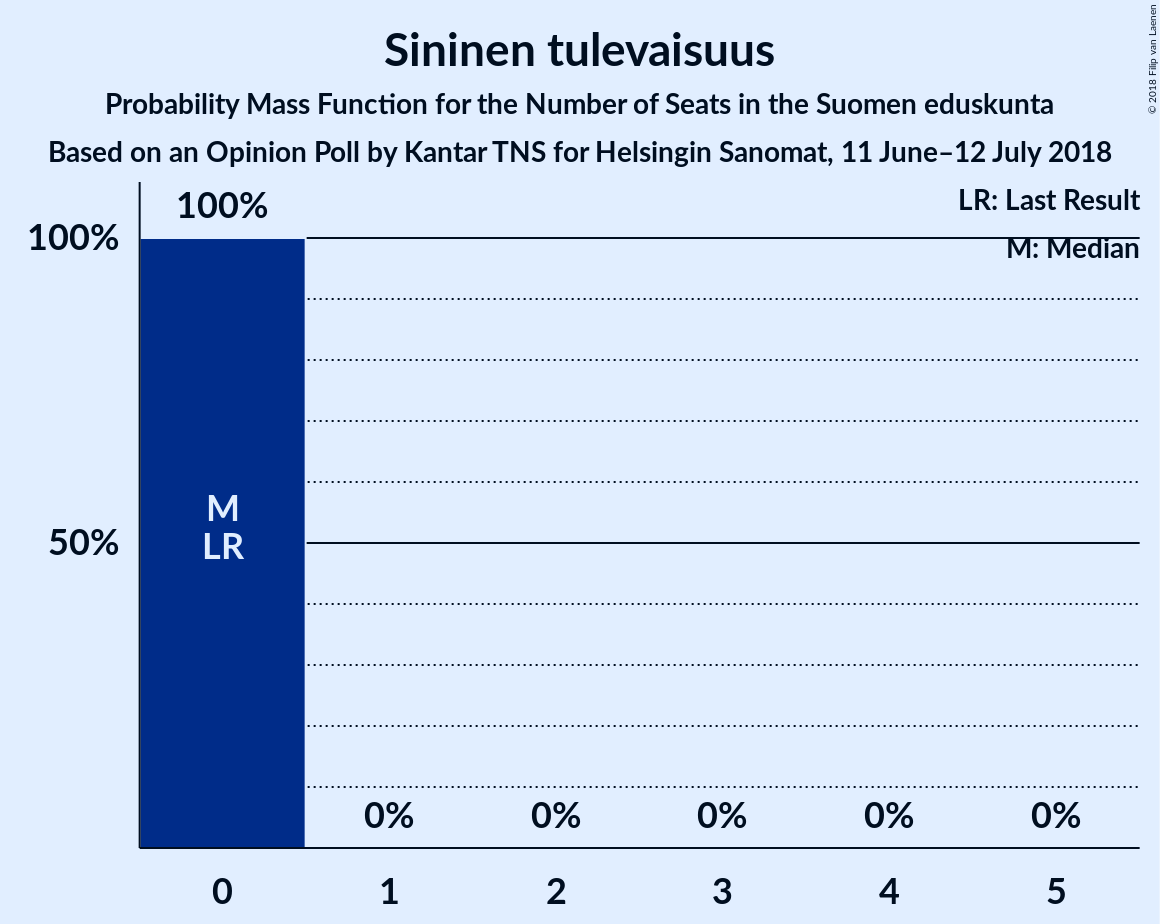 Sininen tulevaisuus
Probability Mass Function for the Number of Seats in the Suomen eduskunta
Based on an Opinion Poll by Kantar TNS for Helsingin Sanomat, 11 June–12 July 2018
© 2018 Filip van Laenen
LR: Last Result
M: Median
100%
100%
50%
M
LR
0% 0% 0% 0% 0%
0 1 2 3 4 5